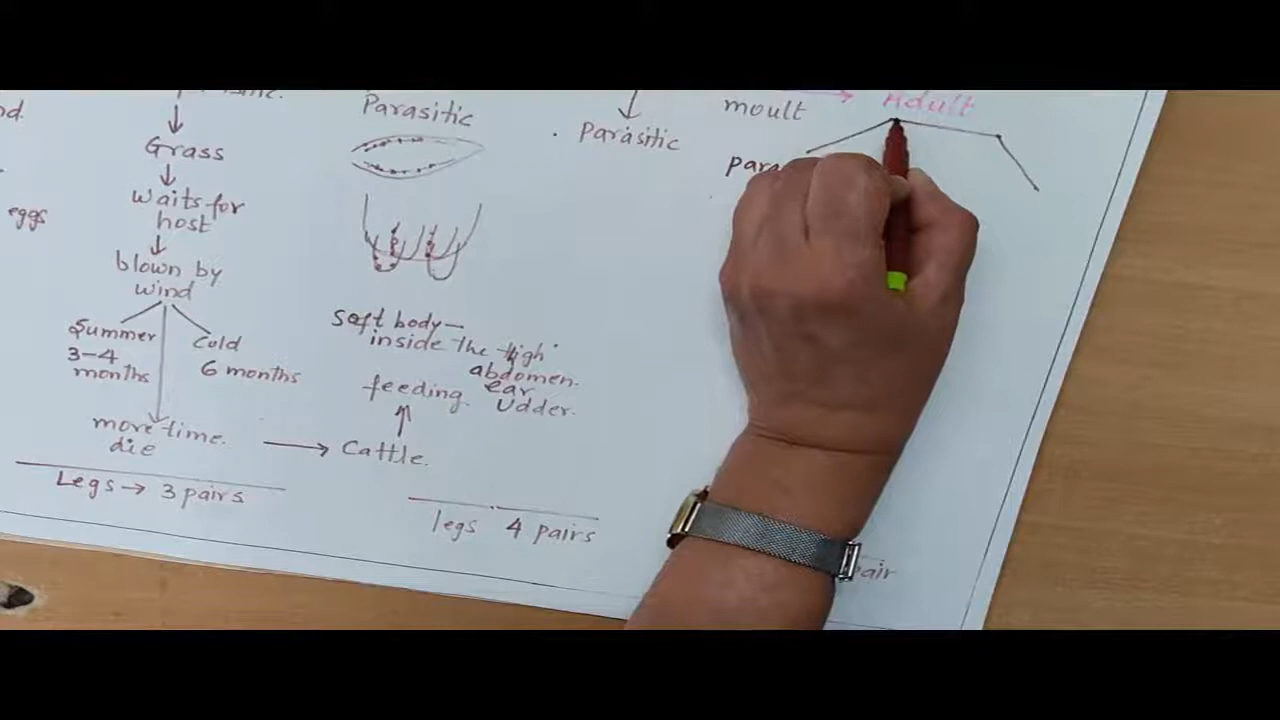 eggs
Grass
waits for
host
blown by
wind
Summer
3-4
months
Cold
6 months
more time.
die
Legs → 3 pairs
Parasitic
Soft body—
inside the thigh
abdomen.
ear
Udder.
feeding
Cattle.
legs 4 pairs
Parasitic
moult
Adult
pair